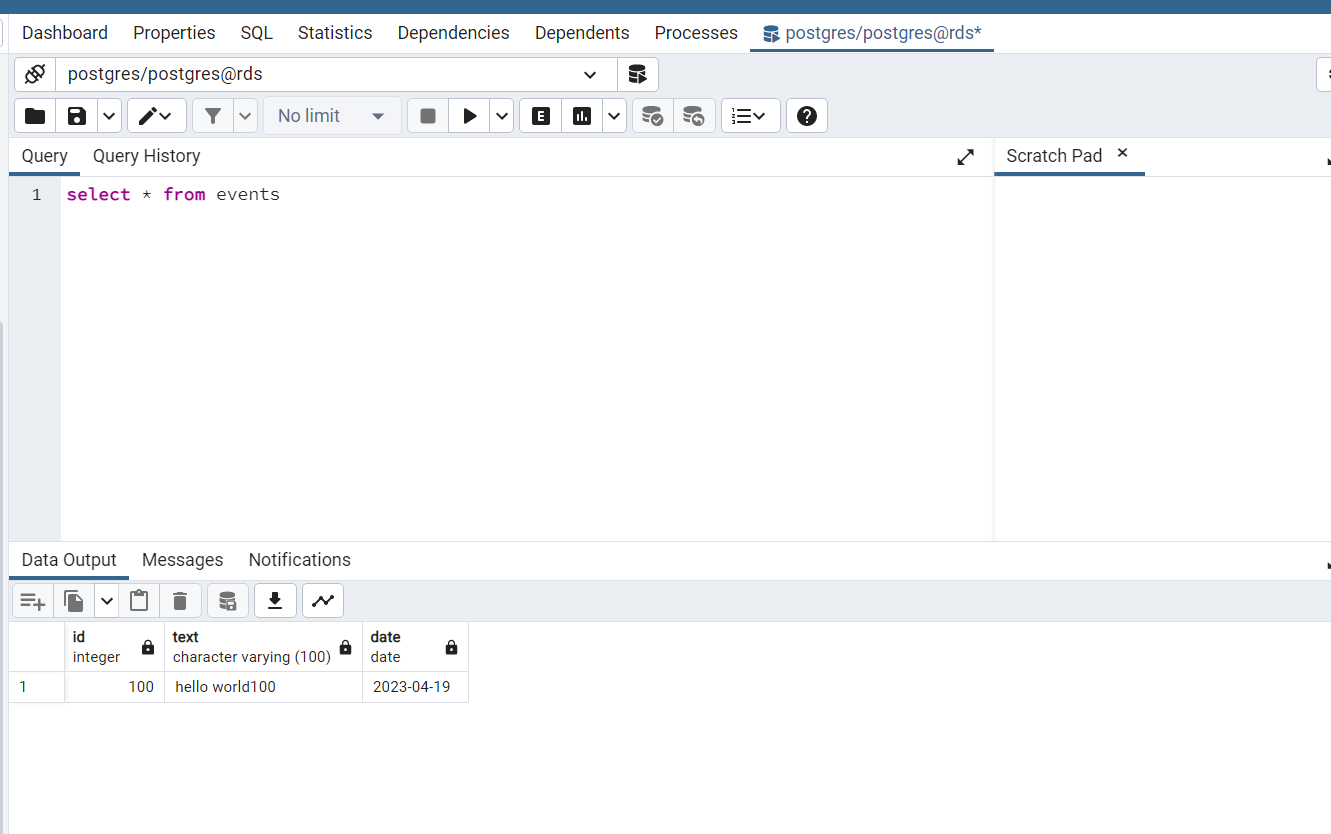 Dashboard Properties SQL Statistics Dependencies Dependents Processes postgres/postgres@rds*
postgres/postgres@rds
No limit E
Query Query History Scratch Pad
1 select * from events
Data Output Messages Notifications
id text date
integer character varying (100) date
1 100 hello world100 2023-04-19